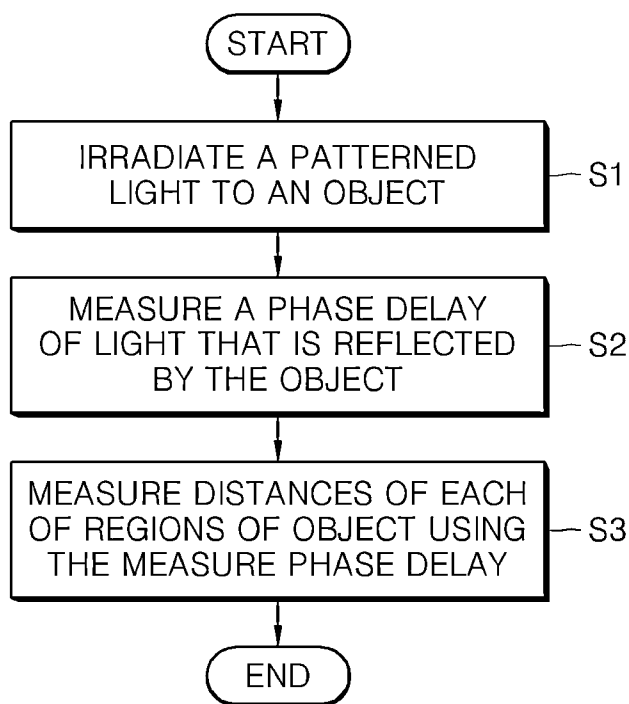 START
IRRADIATE A PATTERNED
LIGHT TO AN OBJECT
S1
MEASURE A PHASE DELAY
OF LIGHT THAT IS REFLECTED
BY THE OBJECT
S2
MEASURE DISTANCES OF EACH
OF REGIONS OF OBJECT USING
THE MEASURE PHASE DELAY
S3
END